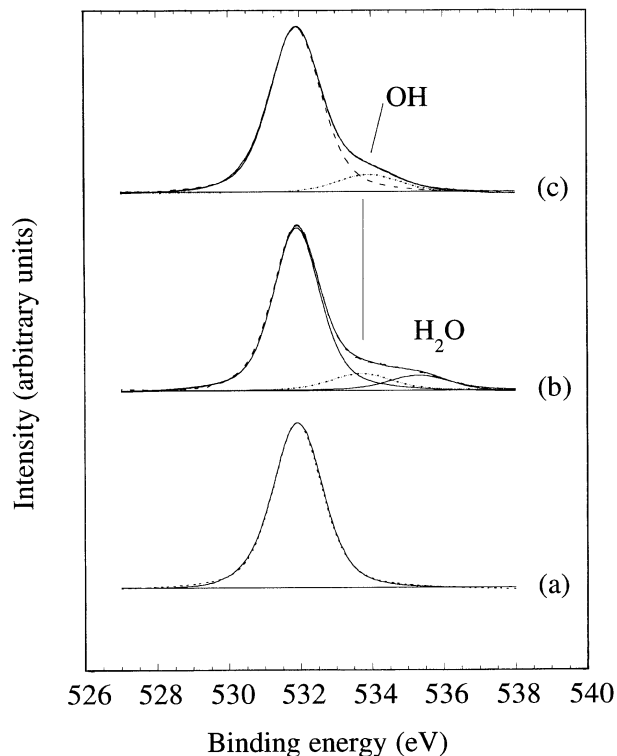 OH
(c)
H₂O
(b)
(a)
Intensity (arbitrary units)
526 528 530 532 534 536 538 540
Binding energy (eV)